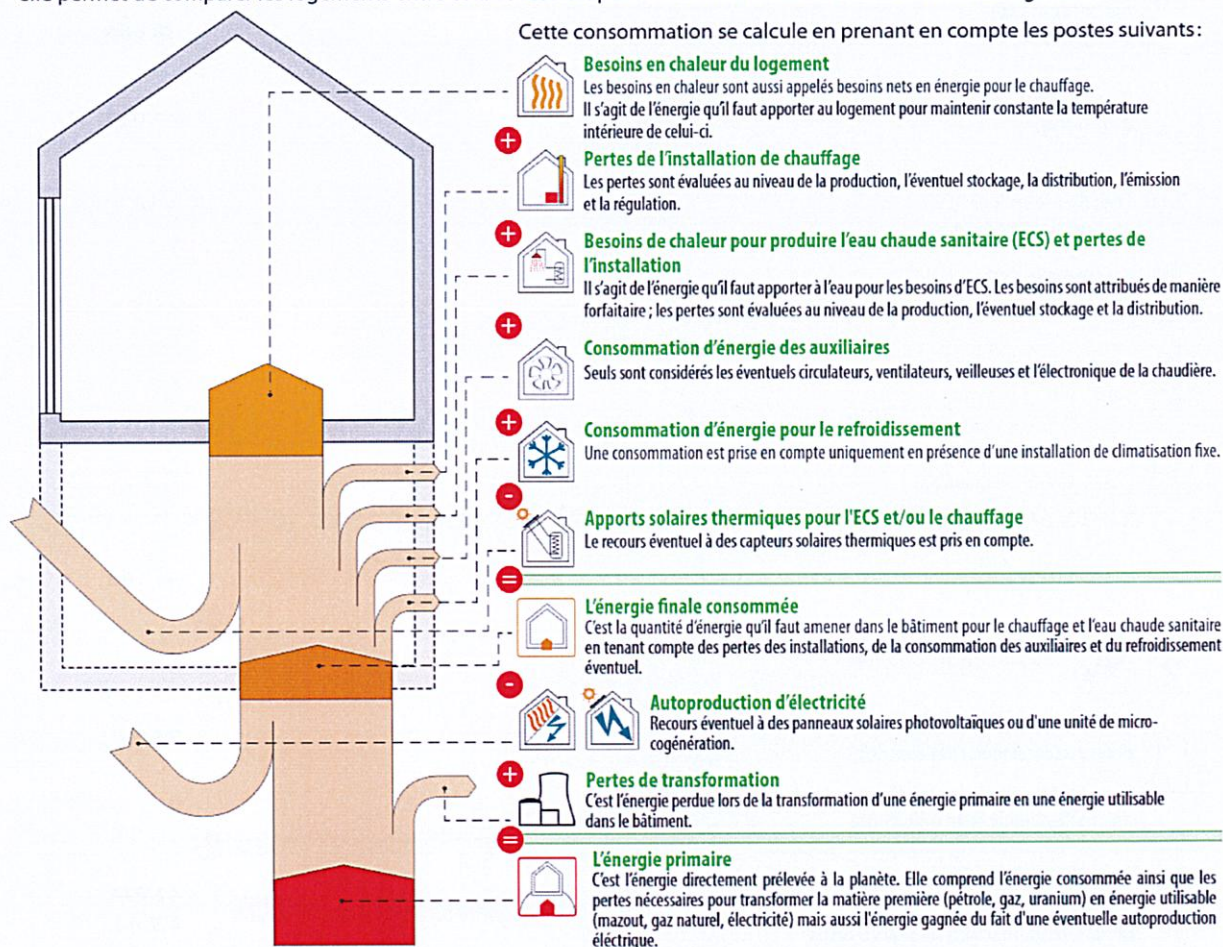 Cette consommation se calcule en prenant en compte les postes suivants :
Besoins en chaleur du logement
Les besoins en chaleur sont aussi appelés besoins nets en énergie pour le chauffage.
Il s'agit de l'énergie qu'il faut apporter au logement pour maintenir constante la température
intérieure de celui-ci.
+
Pertes de l'installation de chauffage
Les pertes sont évaluées au niveau de la production, l'éventuel stockage, la distribution, l'émission
et la régulation.
+
Besoins de chaleur pour produire l'eau chaude sanitaire (ECS) et pertes de
l'installation
Il s'agit de l'énergie qu'il faut apporter à l'eau pour les besoins d'ECS. Les besoins sont attribués de manière
forfaitaire ; les pertes sont évaluées au niveau de la production, l'éventuel stockage et la distribution.
+
Consommation d'énergie des auxiliaires
Seuls sont considérés les éventuels circulateurs, ventilateurs, veilleuses et l'électronique de la chaudière.
+
Consommation d'énergie pour le refroidissement
Une consommation est prise en compte uniquement en présence d'une installation de climatisation fixe.
-
Apports solaires thermiques pour l'ECS et/ou le chauffage
Le recours éventuel à des capteurs solaires thermiques est pris en compte.
=
L'énergie finale consommée
C'est la quantité d'énergie qu'il faut amener dans le bâtiment pour le chauffage et l'eau chaude sanitaire
en tenant compte des pertes des installations, de la consommation des auxiliaires et du refroidissement
éventuel.
-
Autoproduction d'électricité
Recours éventuel à des panneaux solaires photovoltaïques ou d'une unité de micro-
cogénération.
+
Pertes de transformation
C'est l'énergie perdue lors de la transformation d'une énergie primaire en une énergie utilisable
dans le bâtiment.
=
L'énergie primaire
C'est l'énergie directement prélevée à la planète. Elle comprend l'énergie consommée ainsi que les
pertes nécessaires pour transformer la matière première (pétrole, gaz, uranium) en énergie utilisable
(mazout, gaz naturel, électricité) mais aussi l'énergie gagnée du fait d'une éventuelle autoproduction
électrique.